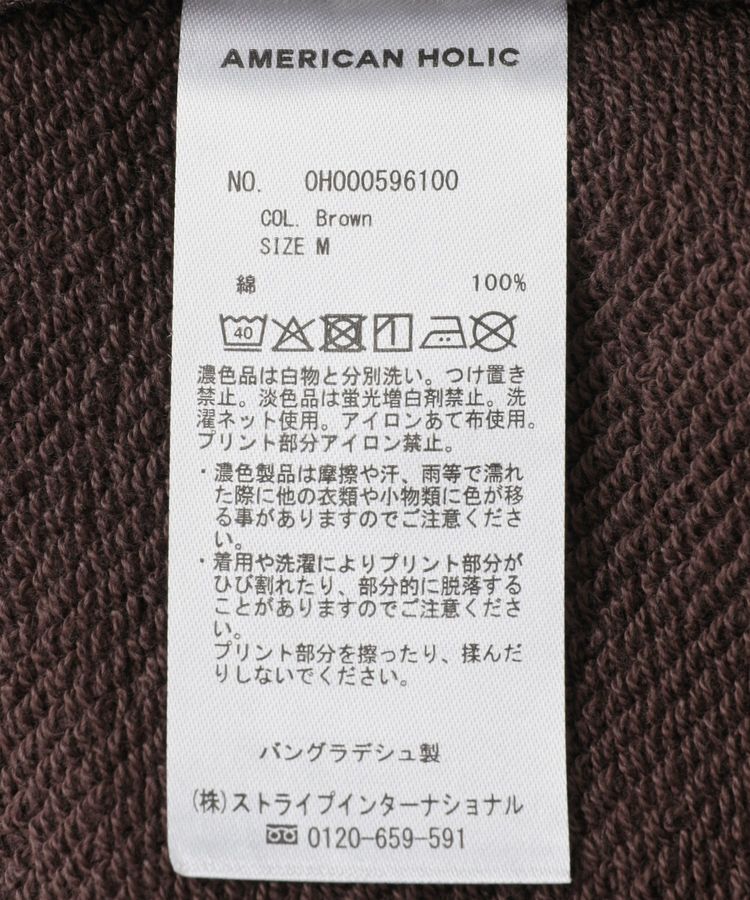 AMERICAN HOLIC
NO. 0H000596100
COL. Brown
SIZE M
綿 100%
40
濃色品は白物と分別洗い。つけ置き
禁止。淡色品は蛍光増白剤禁止。洗
濯ネット使用。アイロンあて布使用。
プリント部分アイロン禁止。
・濃色製品は摩擦や汗、雨等で濡れ
た際に他の衣類や小物類に色が移
る事がありますのでご注意くださ
い。
・着用や洗濯によりプリント部分が
ひび割れたり、部分的に脱落する
ことがありますのでご注意くださ
い。
プリント部分を擦ったり、揉んだ
りしないでください。
バングラデシュ製
(株)ストライプインターナショナル
0120-659-591